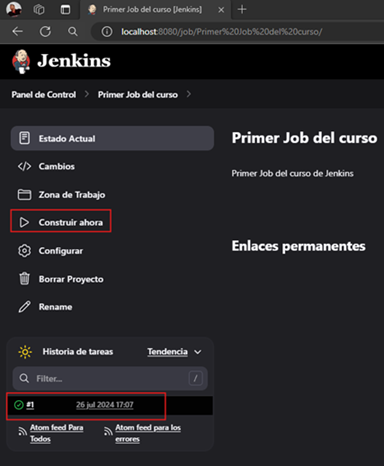 Primer Job del curso [Jenkins]
localhost:8080/job/Primer%20Job%20del%20curso/
Jenkins
Panel de Control > Primer Job del curso >
Estado Actual
Cambios
Zona de Trabajo
Construir ahora
Configurar
Borrar Proyecto
Rename
Primer Job del curso
Primer Job del curso de Jenkins
Enlaces permanentes
Historia de tareas Tendencia
Filter... /
#1 26 jul 2024 17:07
Atom feed Para Todos
Atom feed para los errores